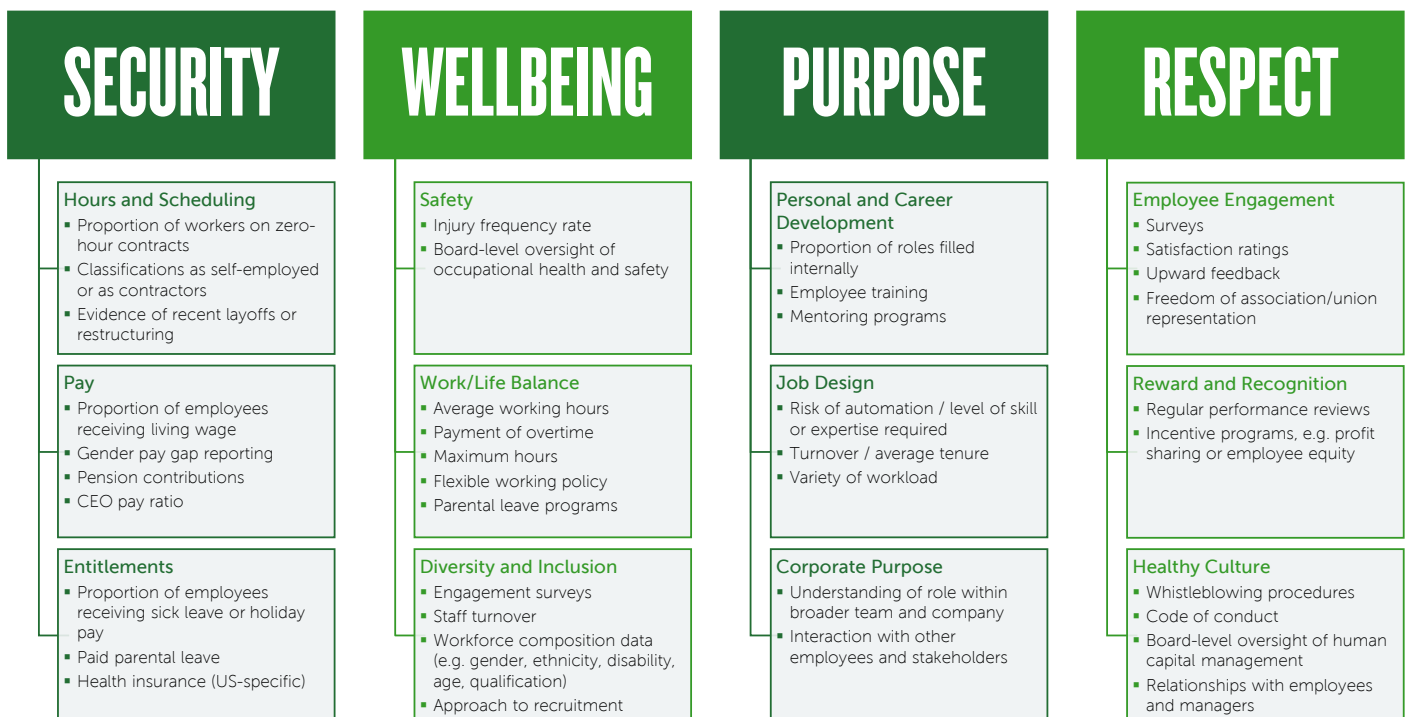 SECURITY
Hours and Scheduling
▪ Proportion of workers on zero-
hour contracts
▪ Classifications as self-employed
or as contractors
▪ Evidence of recent layoffs or
restructuring
Pay
▪ Proportion of employees
receiving living wage
▪ Gender pay gap reporting
▪ Pension contributions
▪ CEO pay ratio
Entitlements
▪ Proportion of employees
receiving sick leave or holiday
pay
▪ Paid parental leave
▪ Health insurance (US-specific)
WELLBEING
Safety
▪ Injury frequency rate
▪ Board-level oversight of
occupational health and safety
Work/Life Balance
▪ Average working hours
▪ Payment of overtime
▪ Maximum hours
▪ Flexible working policy
▪ Parental leave programs
Diversity and Inclusion
▪ Engagement surveys
▪ Staff turnover
▪ Workforce composition data
(e.g. gender, ethnicity, disability,
age, qualification)
▪ Approach to recruitment
PURPOSE
Personal and Career
Development
▪ Proportion of roles filled
internally
▪ Employee training
▪ Mentoring programs
Job Design
▪ Risk of automation / level of skill
or expertise required
▪ Turnover / average tenure
▪ Variety of workload
Corporate Purpose
▪ Understanding of role within
broader team and company
▪ Interaction with other
employees and stakeholders
RESPECT
Employee Engagement
▪ Surveys
▪ Satisfaction ratings
▪ Upward feedback
▪ Freedom of association/union
representation
Reward and Recognition
▪ Regular performance reviews
▪ Incentive programs, e.g. profit
sharing or employee equity
Healthy Culture
▪ Whistleblowing procedures
▪ Code of conduct
▪ Board-level oversight of human
capital management
▪ Relationships with employees
and managers